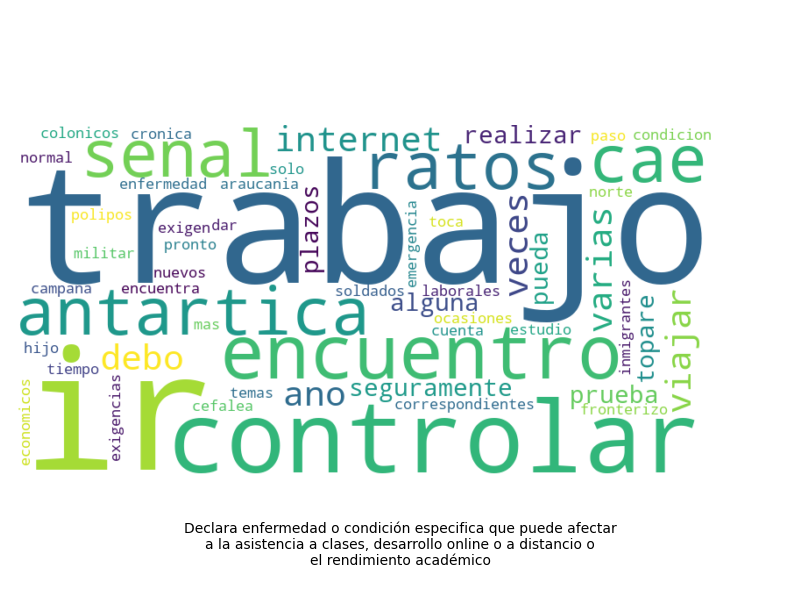 colonicos cronica internet realizar paso condicion
normal señal ratos cae
solo
enfermedad araucania norte
trabajo
polipos exigen dar plazos emergencia toca veces pueda varias
militar pronto
nuevos
campaña encuentra soldados laborales inmigrantes
antartica mas alguna ocasiones topare viajar
cuenta estudio
hijo debo encuentro
tiempo
ir
economicos exigencias temas año seguramente prueba
cefalea correspondientes fronterizo
controlar
Declara enfermedad o condición especifica que puede afectar
a la asistencia a clases, desarrollo online o a distancio o
el rendimiento académico